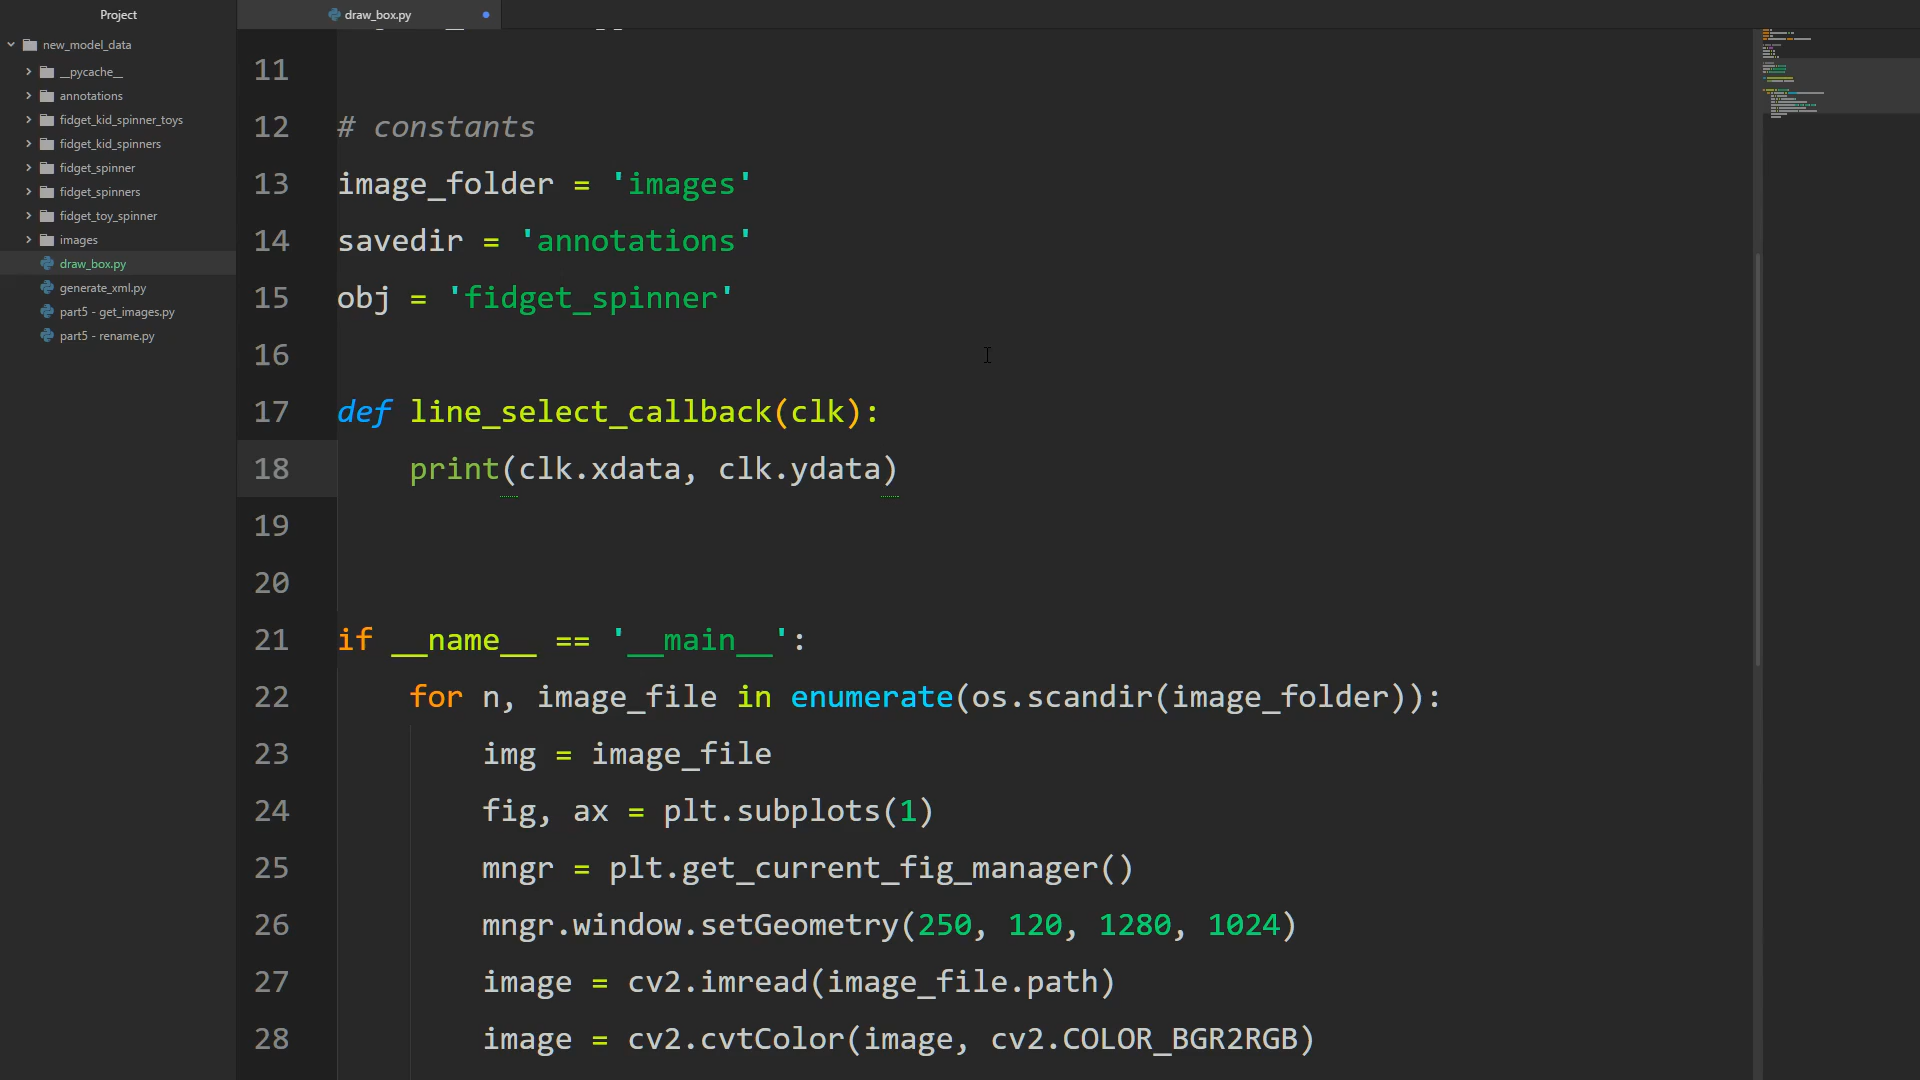 Project
new_model_data
__pycache__
annotations
fidget_kid_spinner_toys
fidget_kid_spinners
fidget_spinner
fidget_spinners
fidget_toy_spinner
images
draw_box.py
generate_xml.py
part5 - get_images.py
part5 - rename.py
draw_box.py
11
12 # constants
13 image_folder = 'images'
14 savedir = 'annotations'
15 obj = 'fidget_spinner'
16
17 def line_select_callback(clk):
18 print(clk.xdata, clk.ydata)
19
20
21 if __name__ == '__main__':
22 for n, image_file in enumerate(os.scandir(image_folder)):
23 img = image_file
24 fig, ax = plt.subplots(1)
25 mngr = plt.get_current_fig_manager()
26 mngr.window.setGeometry(250, 120, 1280, 1024)
27 image = cv2.imread(image_file.path)
28 image = cv2.cvtColor(image, cv2.COLOR_BGR2RGB)